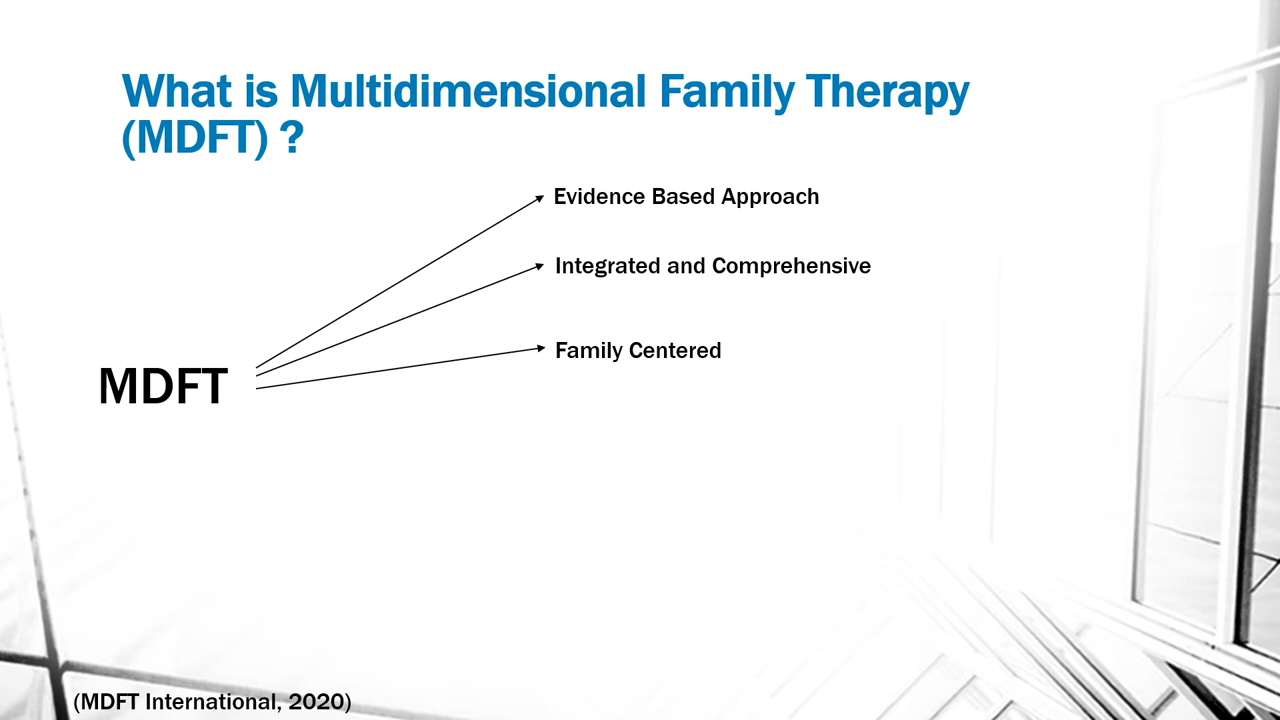 What is Multidimensional Family Therapy
(MDFT) ?
Evidence Based Approach
Integrated and Comprehensive
Family Centered
MDFT
(MDFT International, 2020)